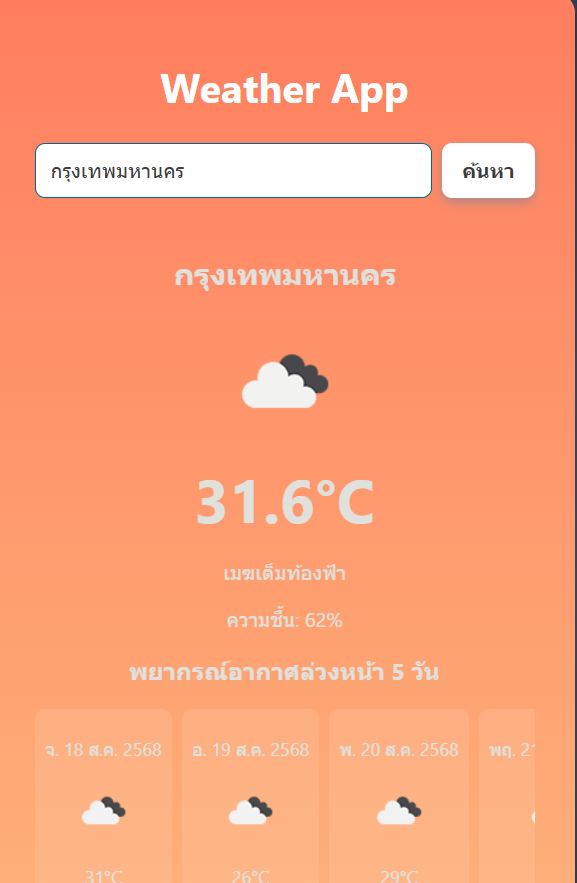 Weather App
กรุงเทพมหานคร
ค้นหา
กรุงเทพมหานคร
31.6°C
เมฆเต็มท้องฟ้า
ความชื้น: 62%
พยากรณ์อากาศล่วงหน้า 5 วัน
จ. 18 ส.ค. 2568
อ. 19 ส.ค. 2568
พ. 20 ส.ค. 2568
พฤ. 21
31°C
26°C
29°C